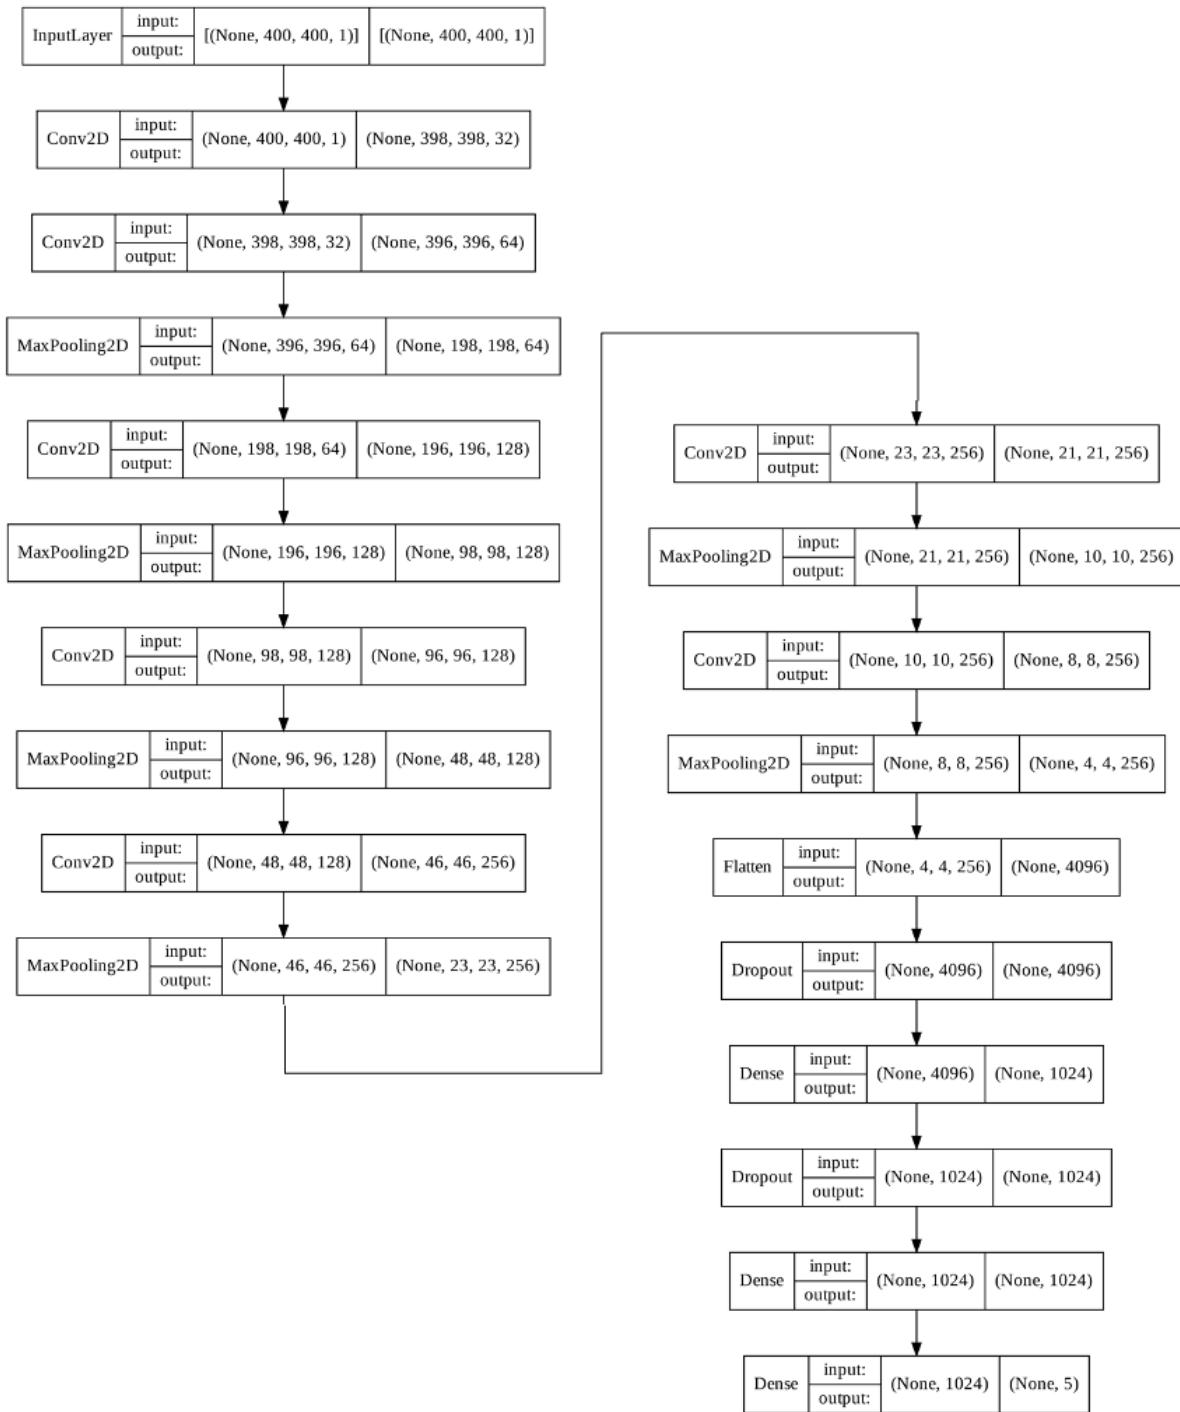 InputLayer input: output: [(None, 400, 400, 1)] [(None, 400, 400, 1)]
Conv2D input: output: (None, 400, 400, 1) (None, 398, 398, 32)
Conv2D input: output: (None, 398, 398, 32) (None, 396, 396, 64)
MaxPooling2D input: output: (None, 396, 396, 64) (None, 198, 198, 64)
Conv2D input: output: (None, 198, 198, 64) (None, 196, 196, 128)
MaxPooling2D input: output: (None, 196, 196, 128) (None, 98, 98, 128)
Conv2D input: output: (None, 98, 98, 128) (None, 96, 96, 128)
MaxPooling2D input: output: (None, 96, 96, 128) (None, 48, 48, 128)
Conv2D input: output: (None, 48, 48, 128) (None, 46, 46, 256)
MaxPooling2D input: output: (None, 46, 46, 256) (None, 23, 23, 256)
Conv2D input: output: (None, 23, 23, 256) (None, 21, 21, 256)
MaxPooling2D input: output: (None, 21, 21, 256) (None, 10, 10, 256)
Conv2D input: output: (None, 10, 10, 256) (None, 8, 8, 256)
MaxPooling2D input: output: (None, 8, 8, 256) (None, 4, 4, 256)
Flatten input: output: (None, 4, 4, 256) (None, 4096)
Dropout input: output: (None, 4096) (None, 4096)
Dense input: output: (None, 4096) (None, 1024)
Dropout input: output: (None, 1024) (None, 1024)
Dense input: output: (None, 1024) (None, 1024)
Dense input: output: (None, 1024) (None, 5)